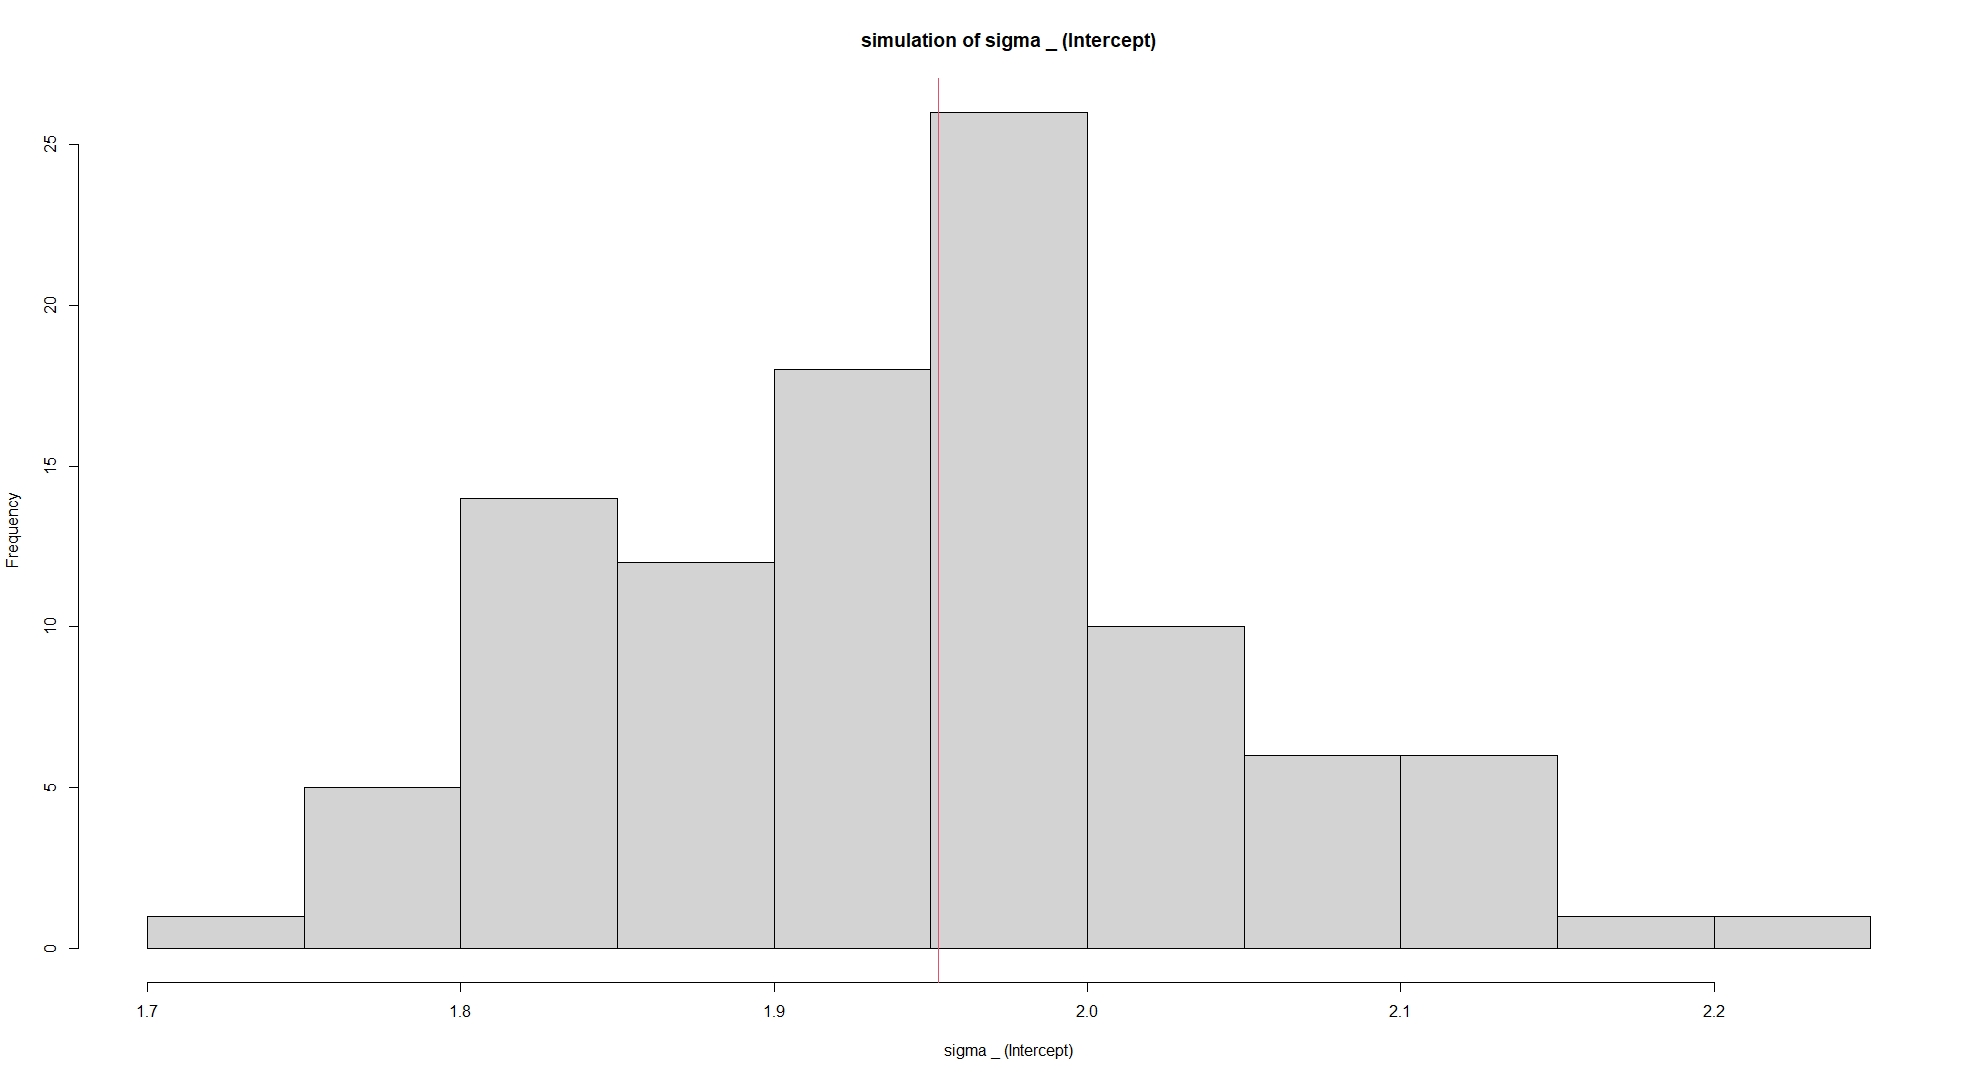 simulation of sigma _ (Intercept)
Frequency
25
20
15
10
5
0
1.7 1.8 1.9 2.0 2.1 2.2
sigma _ (Intercept)